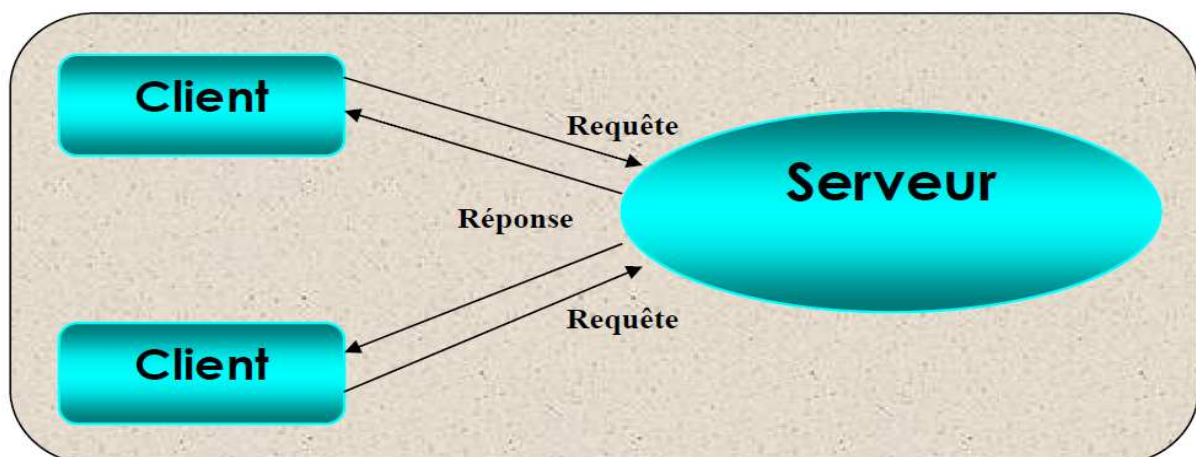 Client
Requête
Serveur
Réponse
Requête
Client